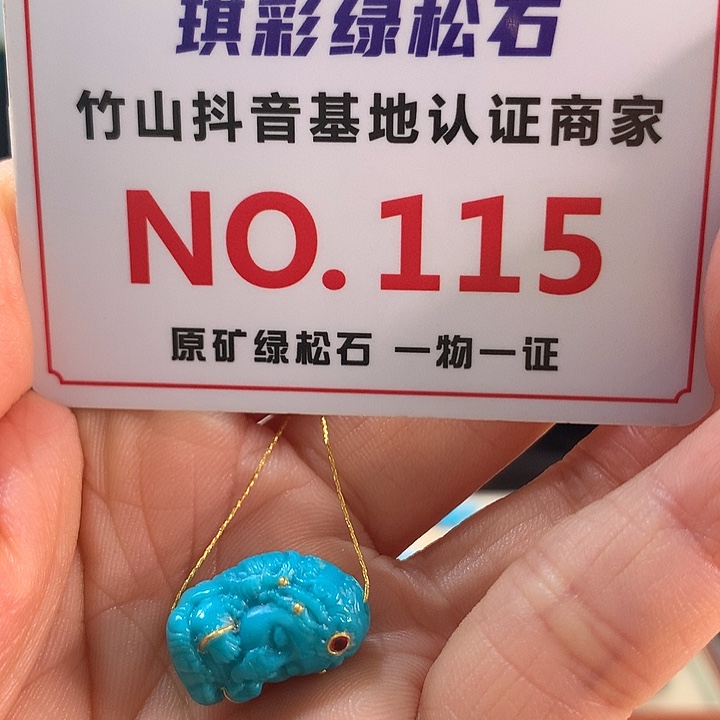 琪彩绿松石
竹山抖音基地认证商家
NO.115
原矿绿松石 一物一证